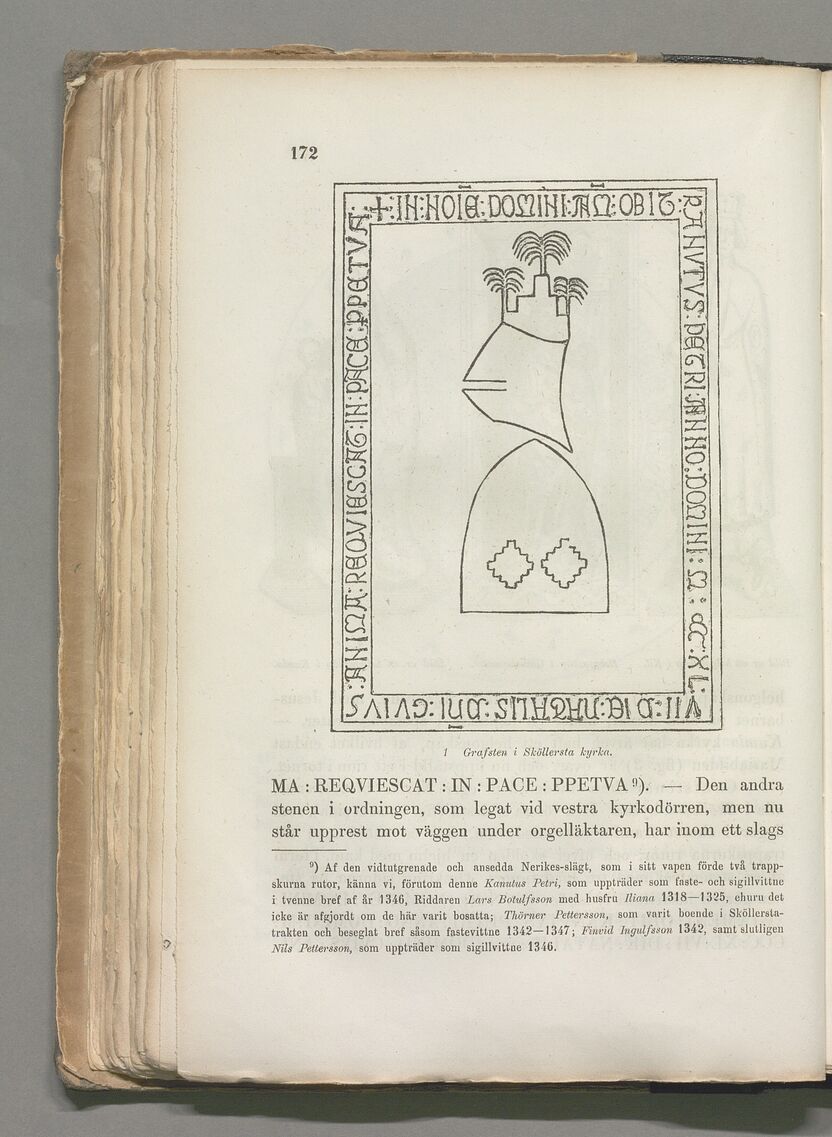 172
✝:IN:NOIE:DOMINI:AM:OBIT:
KANUTVS:PETRI:ANNO:DOMINI:M:CCC:XL:
VII:DIE:
:CVIVS
:ANIMA:REQVIESCAT:IN:PACE:PPETVA
1 Grafsten i Sköllersta kyrka.
MA : REQVIESCAT : IN : PACE : PPETVA ⁹). — Den andra
stenen i ordningen, som legat vid vestra kyrkodörren, men nu
står upprest mot väggen under orgelläktaren, har inom ett slags
⁹) Af den vidtutgrenade och ansedda Nerikes-slägt, som i sitt vapen förde två trapp-
skurna rutor, känna vi, förutom denne Kanutus Petri, som uppträder som faste- och sigillvittne
i tvenne bref af år 1346, Riddaren Lars Botulfsson med husfru Iliana 1318—1325, ehuru det
icke är afgjordt om de här varit bosatta; Thörner Pettersson, som varit boende i Sköllersta-
trakten och beseglat bref såsom fastevittne 1342—1347; Finvid Ingulfsson 1342, samt slutligen
Nils Pettersson, som uppträder som sigillvittne 1346.